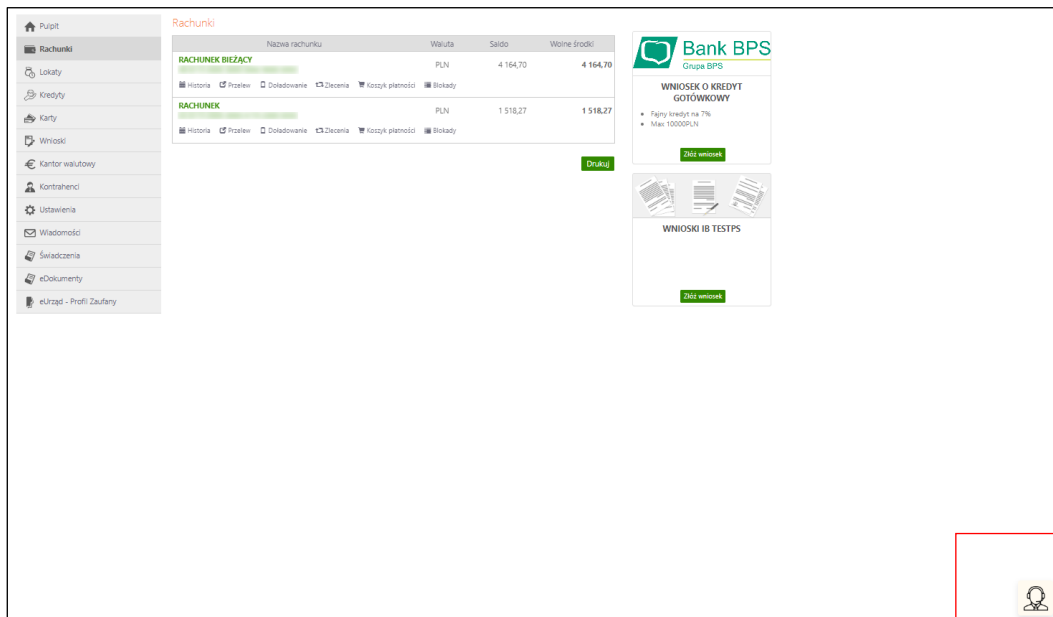 Pulpit
Rachunki
Lokaty
Kredyty
Karty
Wnioski
Kantor walutowy
Kontrahenci
Ustawienia
Wiadomości
Świadczenia
eDokumenty
eUrząd - Profil Zaufany
Rachunki
Nazwa rachunku Waluta Saldo Wolne środki
RACHUNEK BIEŻĄCY
PLN 4 164,70 4 164,70
Historia Przelew Doładowanie Zlecenia Koszyk płatności Blokady
RACHUNEK
PLN 1 518,27 1 518,27
Historia Przelew Doładowanie Zlecenia Koszyk płatności Blokady
Drukuj
Bank BPS
Grupa BPS
WNIOSEK O KREDYT
GOTÓWKOWY
Fajny kredyt na 7%
Max 10000PLN
Złóż wniosek
WNIOSKI IB TESTPS
Złóż wniosek